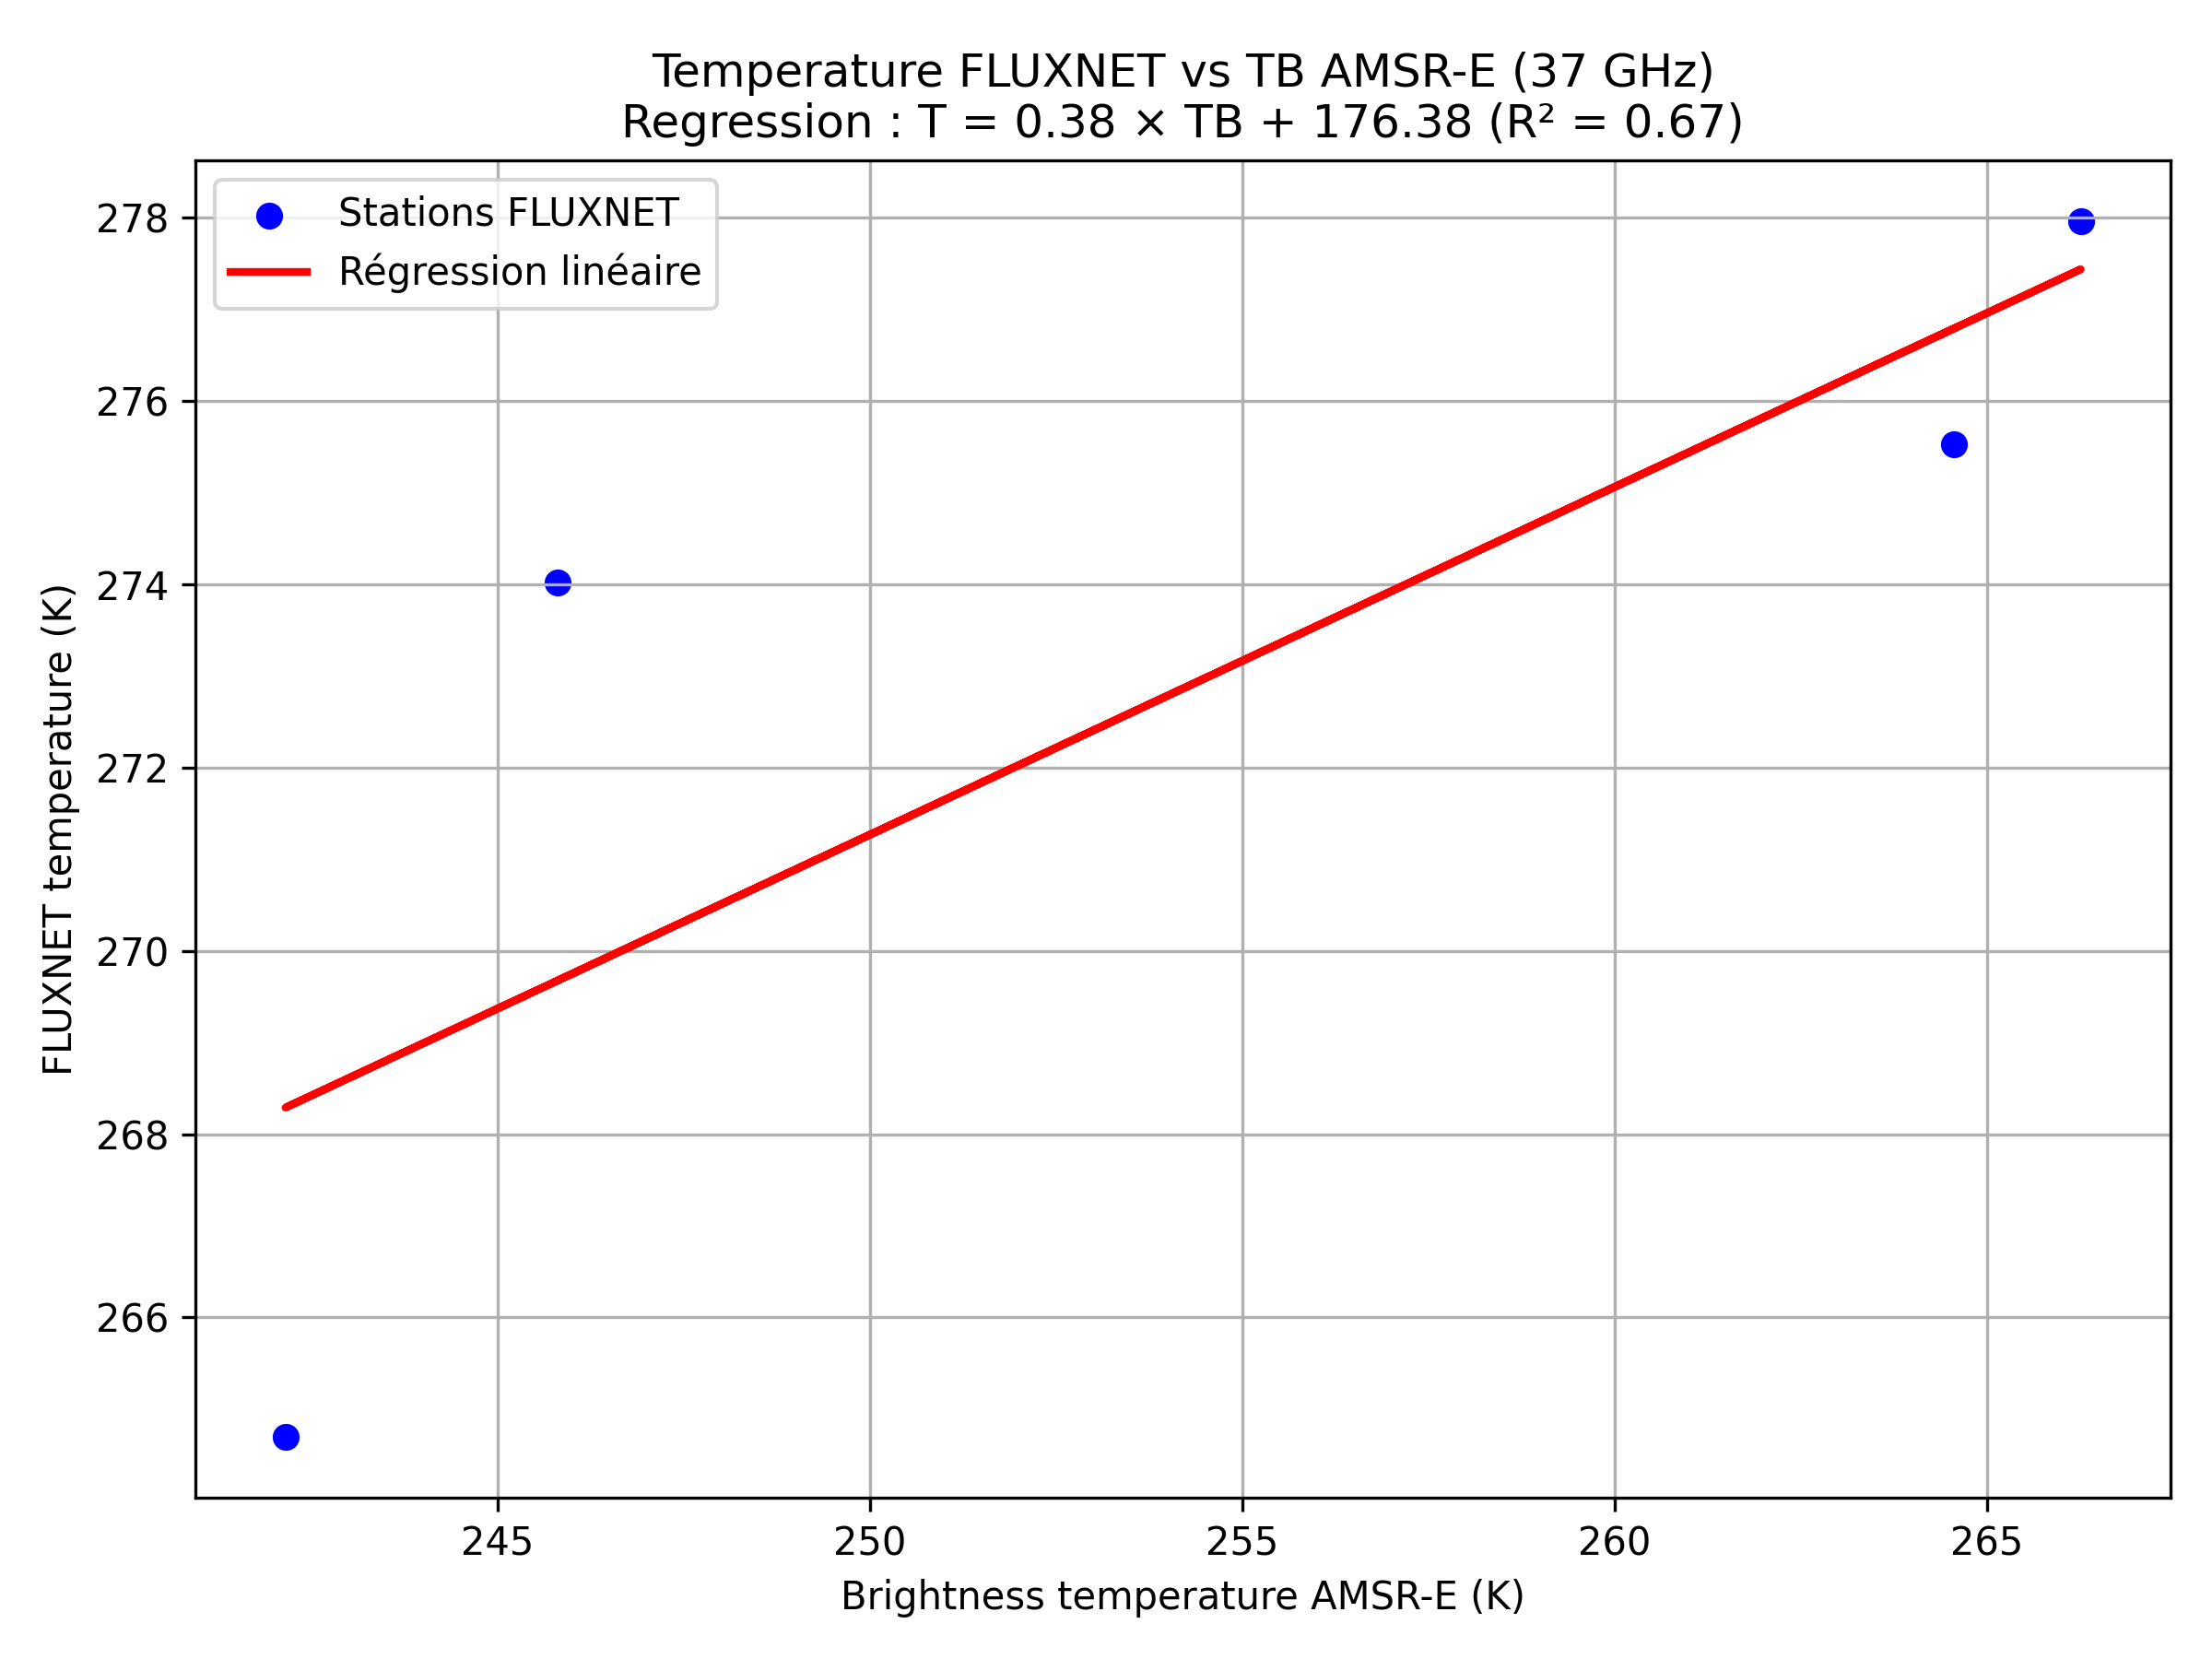 Temperature FLUXNET vs TB AMSR-E (37 GHz)
Regression : T = 0.38 × TB + 176.38 (R² = 0.67)
Stations FLUXNET
Régression linéaire
278
276
274
272
270
268
266
FLUXNET temperature (K)
245 250 255 260 265
Brightness temperature AMSR-E (K)